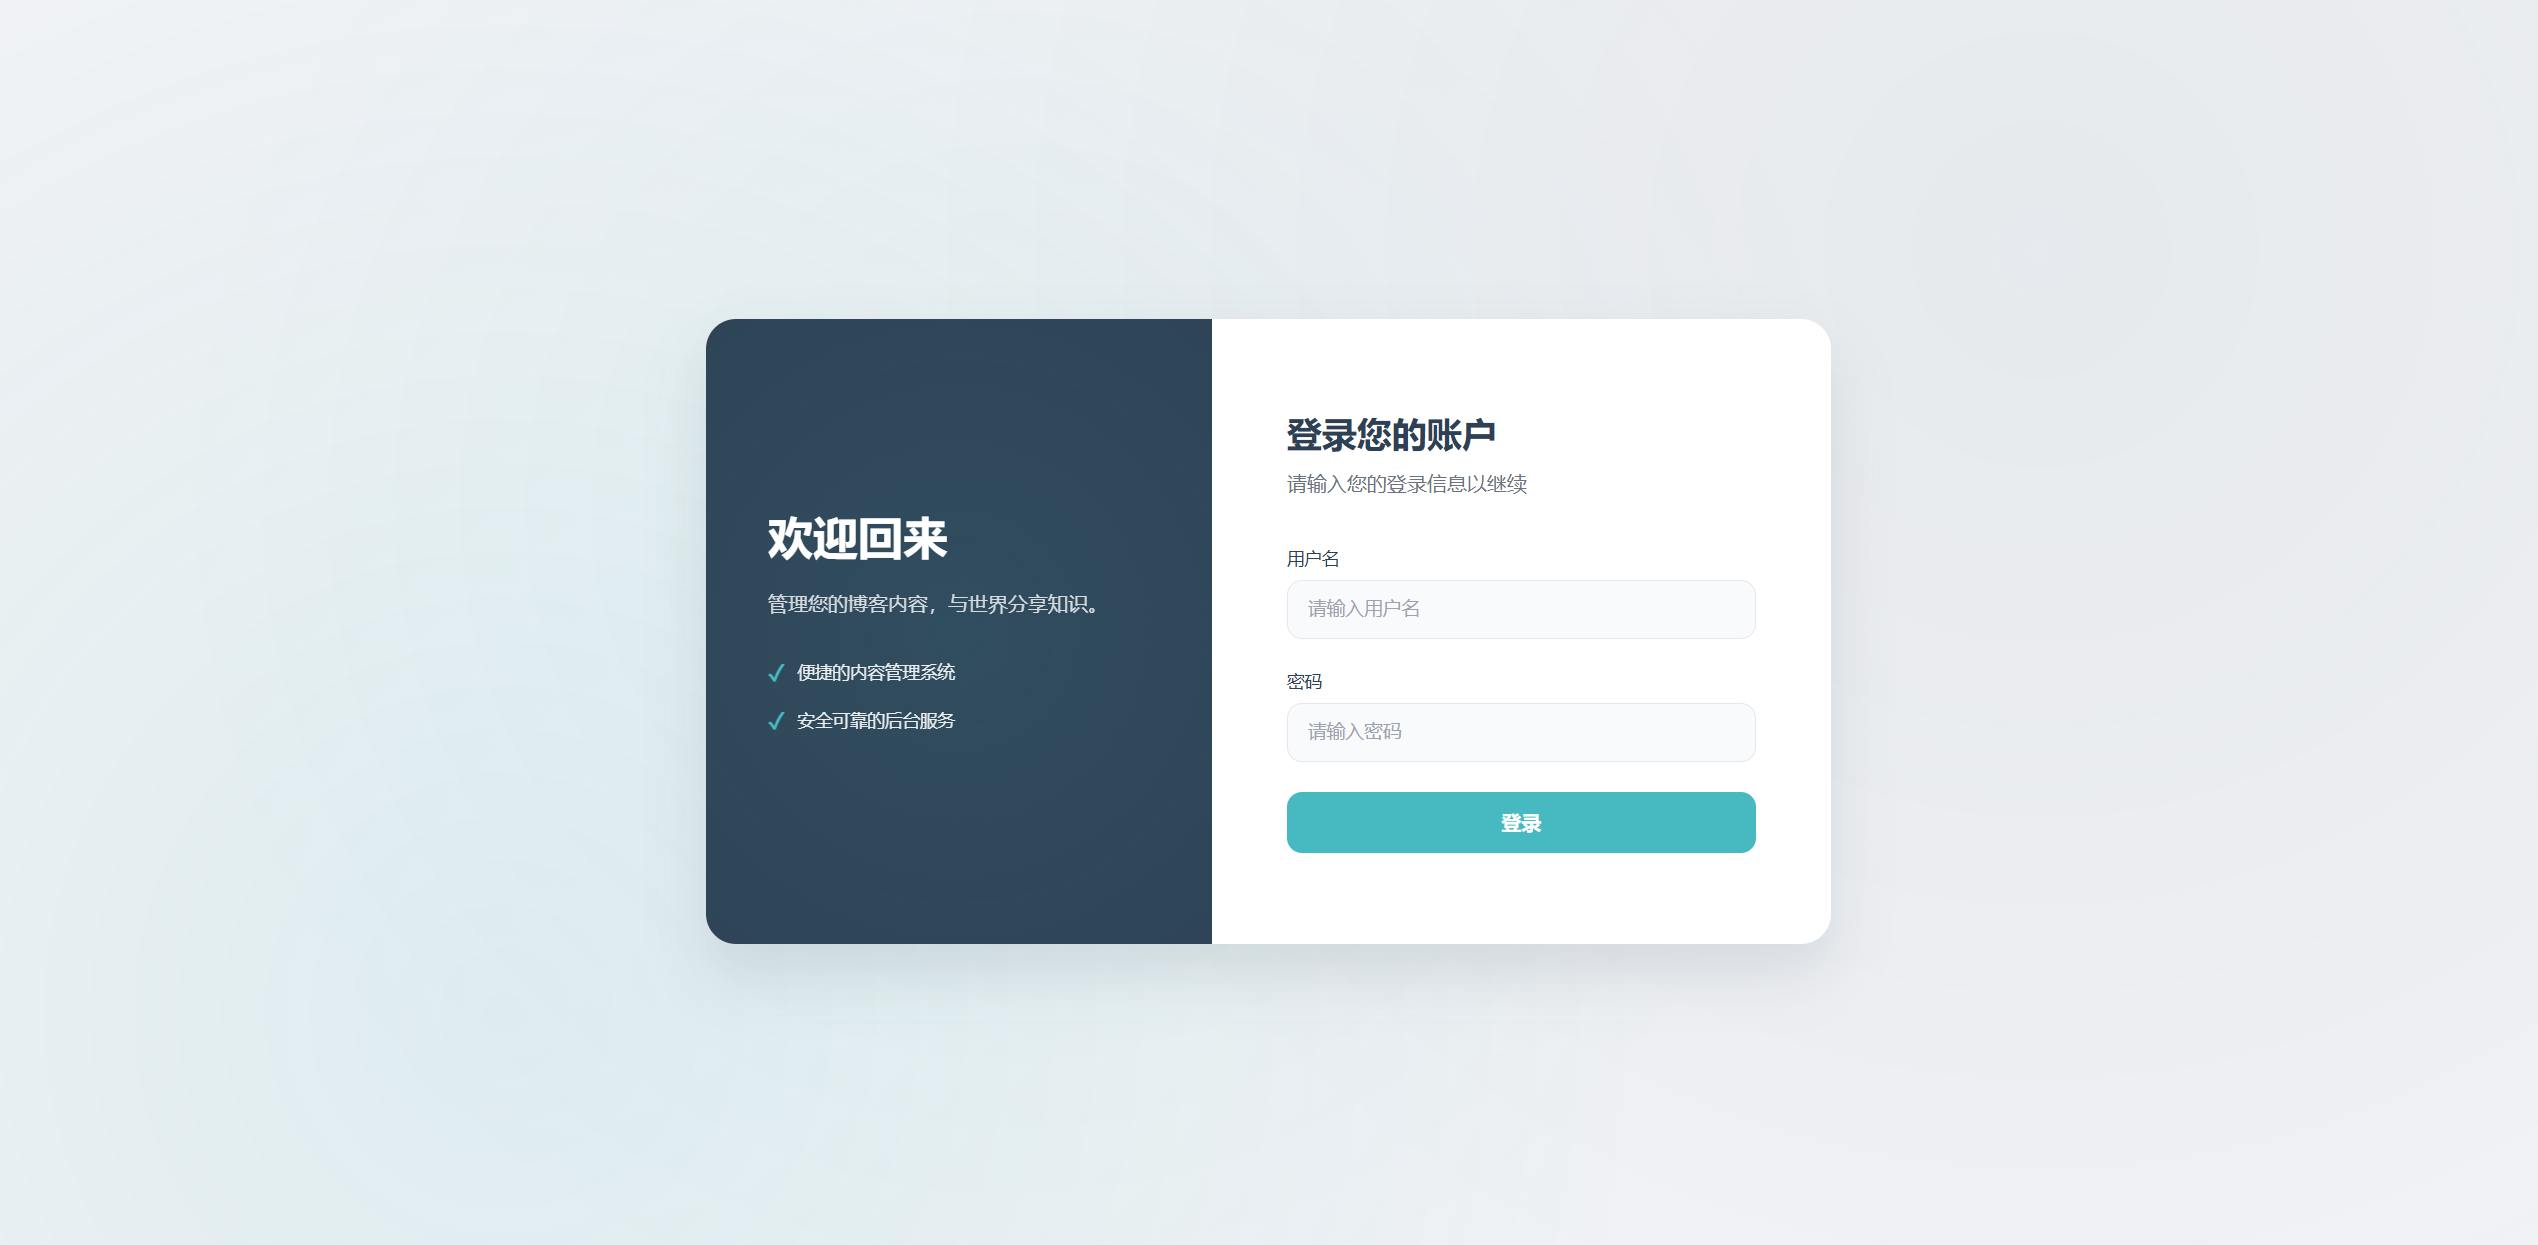 欢迎回来
管理您的博客内容，与世界分享知识。
✓ 便捷的内容管理系统
✓ 安全可靠的后台服务
登录您的账户
请输入您的登录信息以继续
用户名
请输入用户名
密码
请输入密码
登录